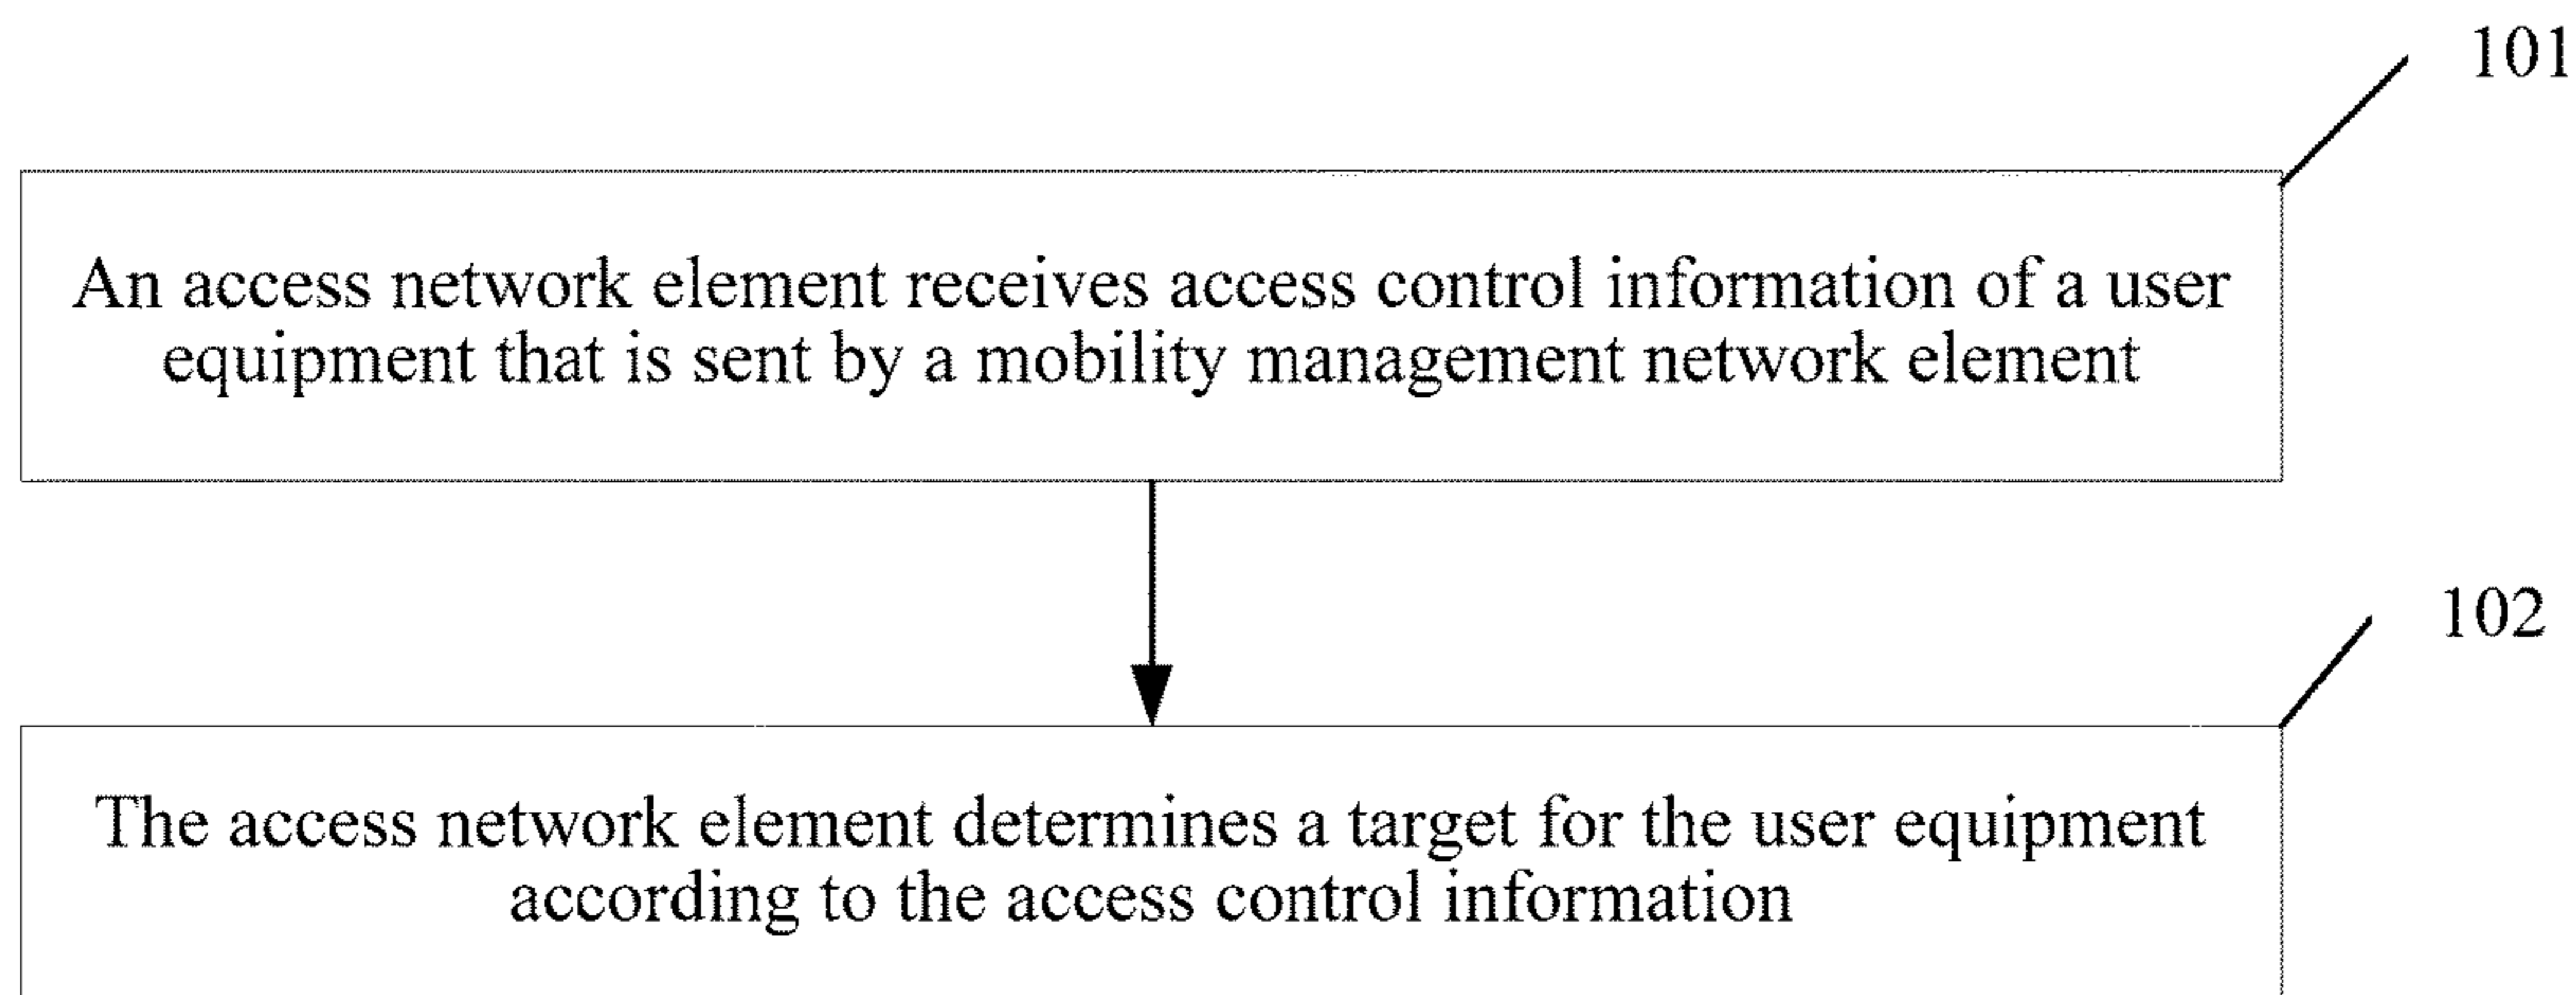 101
An access network element receives access control information of a user
equipment that is sent by a mobility management network element
102
The access network element determines a target for the user equipment
according to the access control information